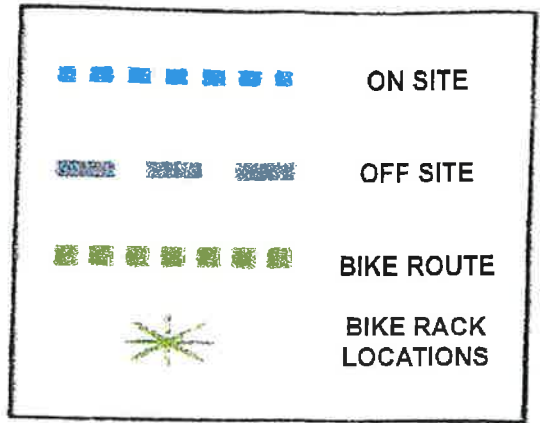 ON SITE
OFF SITE
BIKE ROUTE
BIKE RACK
LOCATIONS